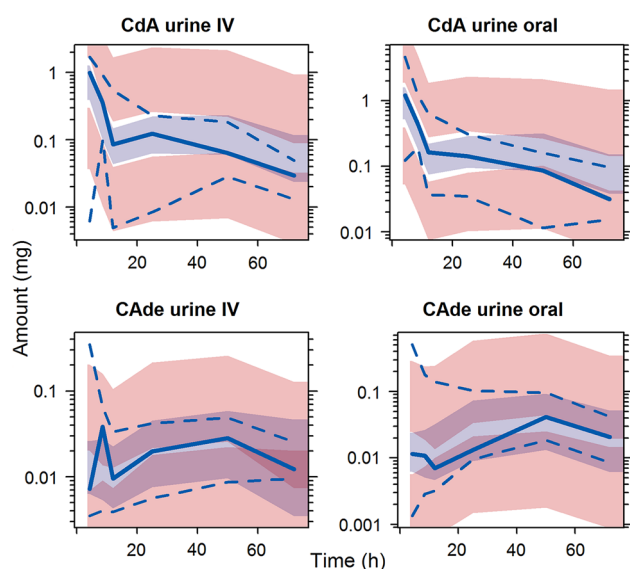 CdA urine IV
CdA urine oral
1
0.1
0.01
20 40 60
1
0.1
0.01
20 40 60
Amount (mg)
CAde urine IV
CAde urine oral
0.1
0.01
20 40 60
0.1
0.01
0.001
20 40 60
Time (h)